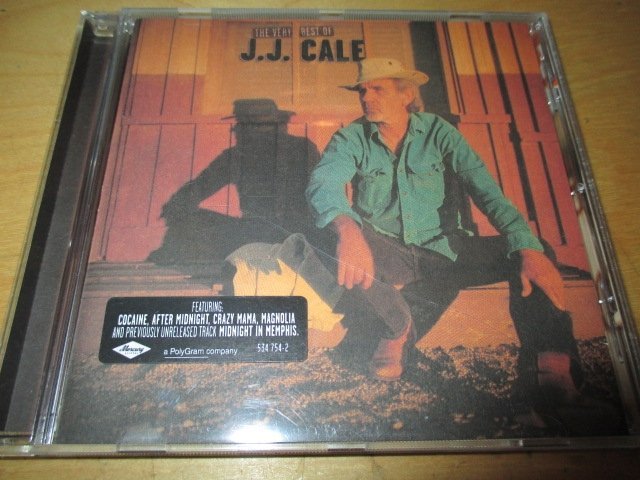 THE VERY BEST OF
J.J. CALE
FEATURING:
COCAINE, AFTER MIDNIGHT, CRAZY MAMA, MAGNOLIA
AND PREVIOUSLY UNRELEASED TRACK MIDNIGHT IN MEMPHIS.
Mercury
a PolyGram company
534 754-2